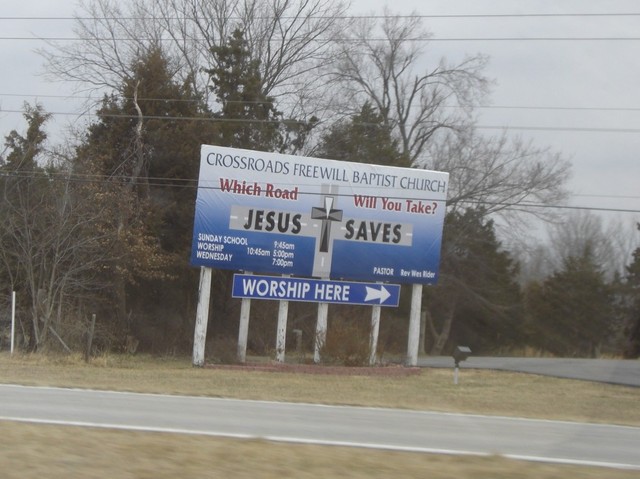 CROSSROADS FREEWILL BAPTIST CHURCH
Which Road Will You Take?
JESUS SAVES
SUNDAY SCHOOL 9:45am
WORSHIP 10:45am 5:00pm
WEDNESDAY 7:00pm
PASTOR Rev Wes Rider
WORSHIP HERE